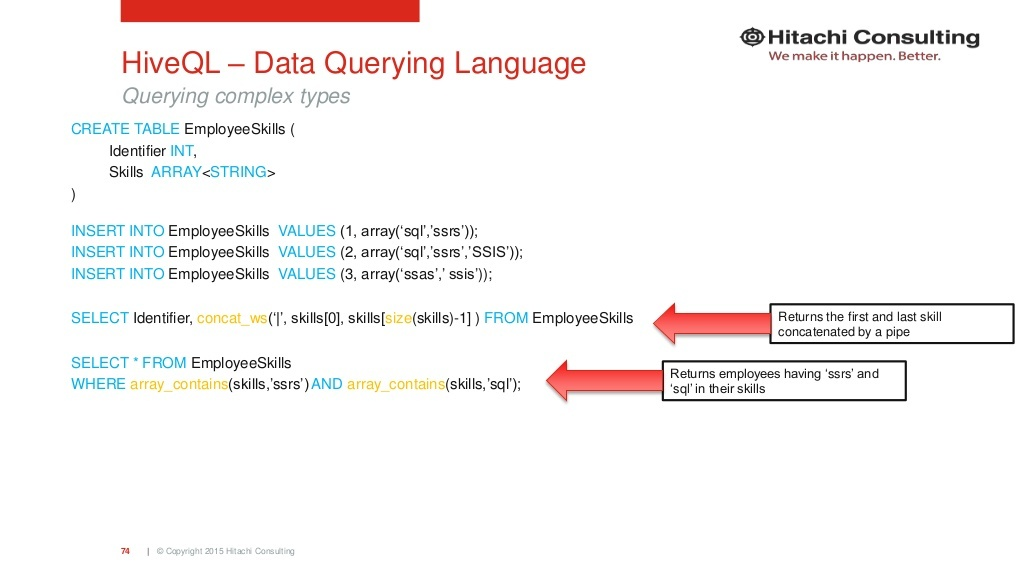 Hitachi Consulting
We make it happen. Better.
HiveQL – Data Querying Language
Querying complex types
CREATE TABLE EmployeeSkills (
Identifier INT,
Skills ARRAY<STRING>
)
INSERT INTO EmployeeSkills VALUES (1, array(‘sql’,’ssrs’));
INSERT INTO EmployeeSkills VALUES (2, array(‘sql’,’ssrs’,’SSIS’));
INSERT INTO EmployeeSkills VALUES (3, array(‘ssas’,’ ssis’));
SELECT Identifier, concat_ws(‘|’, skills[0], skills[size(skills)-1] ) FROM EmployeeSkills
Returns the first and last skill
concatenated by a pipe
SELECT * FROM EmployeeSkills
WHERE array_contains(skills,’ssrs’) AND array_contains(skills,’sql’);
Returns employees having ‘ssrs’ and
‘sql’ in their skills
74 | © Copyright 2015 Hitachi Consulting